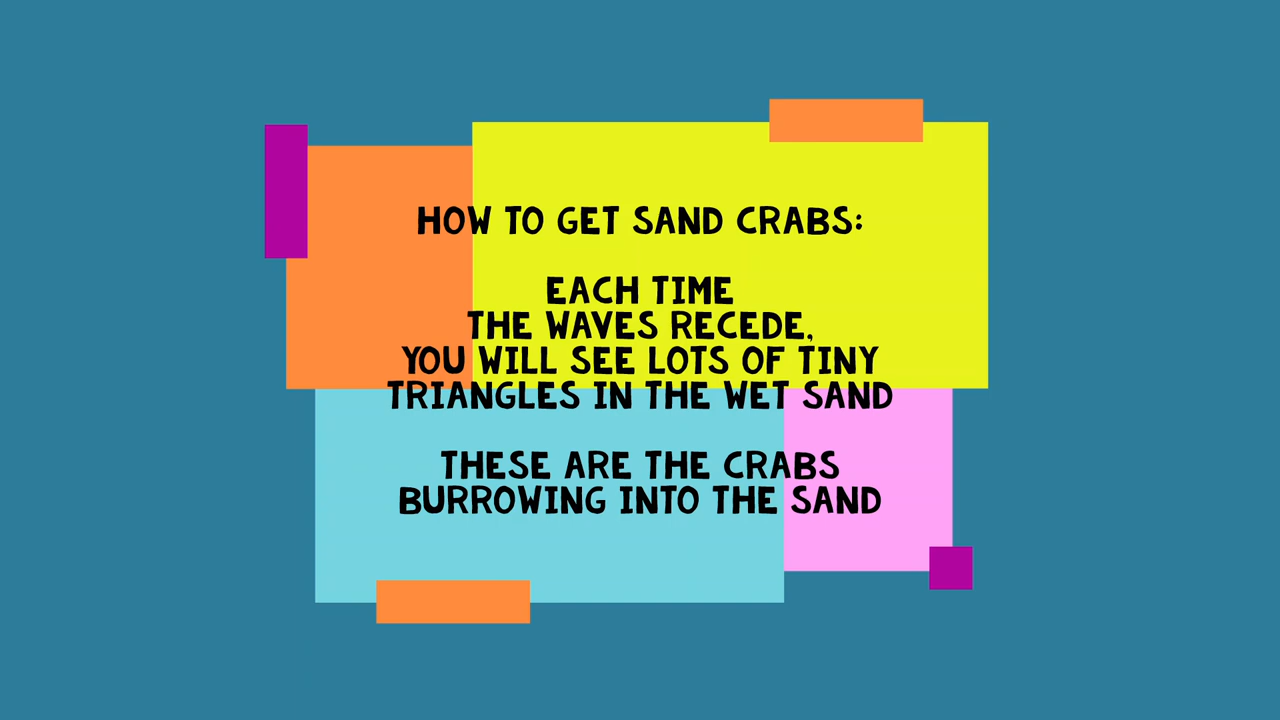 HOW TO GET SAND CRABS:
EACH TIME
THE WAVES RECEDE,
YOU WILL SEE LOTS OF TINY
TRIANGLES IN THE WET SAND
THESE ARE THE CRABS
BURROWING INTO THE SAND